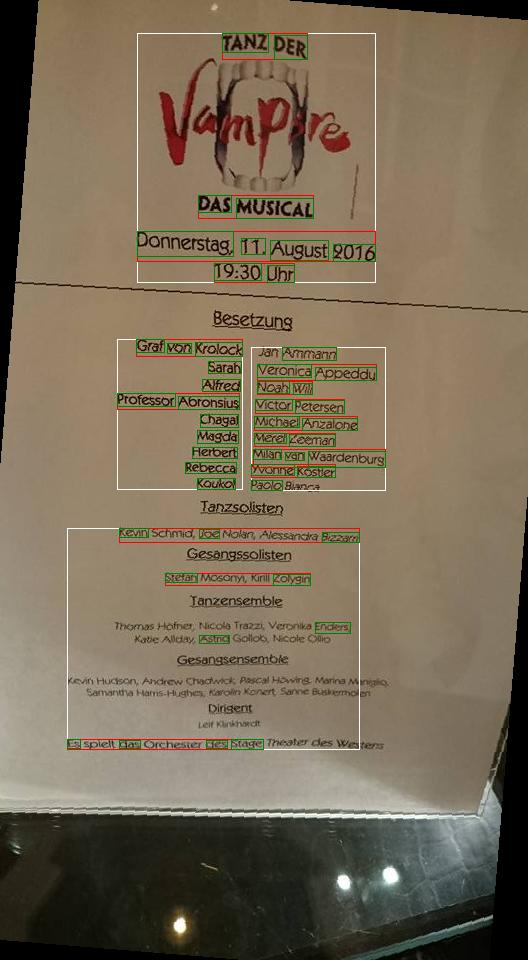 TANZ DER
Vampire
DAS MUSICAL
Donnerstag, 11. August 2016
19:30 Uhr
Besetzung
Graf von Krolock Jan Ammann
Sarah Veronica Appeddu
Alfred Noah Will
Professor Abronsius Victor Petersen
Chagal Michael Anzalone
Magda Merel Zeeman
Herbert Milan van Waardenburg
Rebecca Yvonne Köstler
Koukol Paolo Bianca
Tanzsolisten
Kevin Schmid, Joe Nolan, Alessandra Bizzarri
Gesangssolisten
Stefan Mosonyi, Kirill Zolygin
Tanzensemble
Thomas Höfner, Nicola Trazzi, Veronika Enders,
Katie Allday, Astrid Gollob, Nicole Ollio
Gesangsensemble
Kevin Hudson, Andrew Chadwick, Pascal Höwing, Marina Maniglio,
Samantha Harris-Hughes, Karolin Konert, Sanne Buskermolen
Dirigent
Leif Klinkhardt
Es spielt das Orchester des Stage Theater des Westens